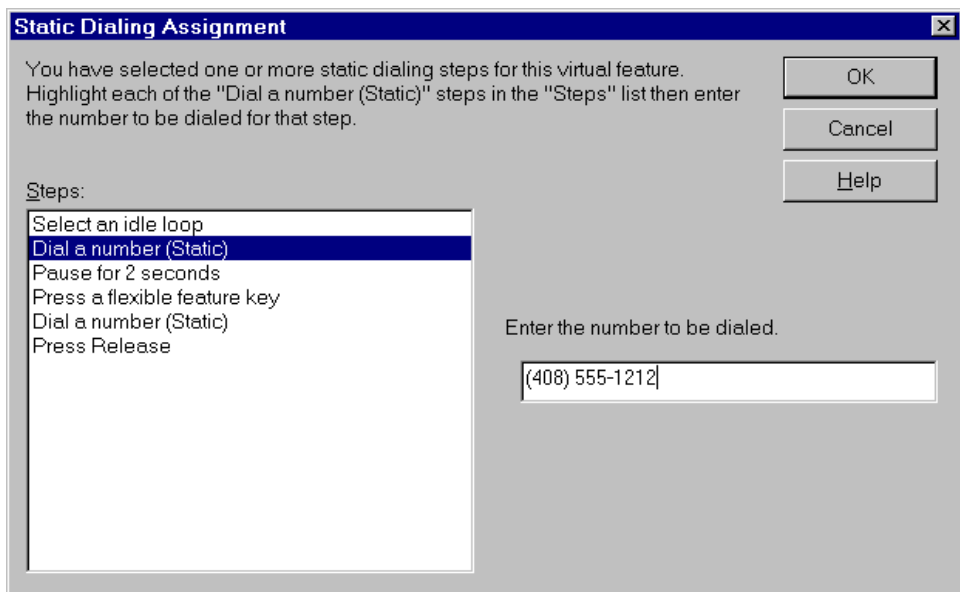 Static Dialing Assignment
You have selected one or more static dialing steps for this virtual feature.
Highlight each of the "Dial a number (Static)" steps in the "Steps" list then enter
the number to be dialed for that step.
OK
Cancel
Help
Steps:
Select an idle loop
Dial a number (Static)
Pause for 2 seconds
Press a flexible feature key
Dial a number (Static)
Press Release
Enter the number to be dialed.
(408) 555-1212